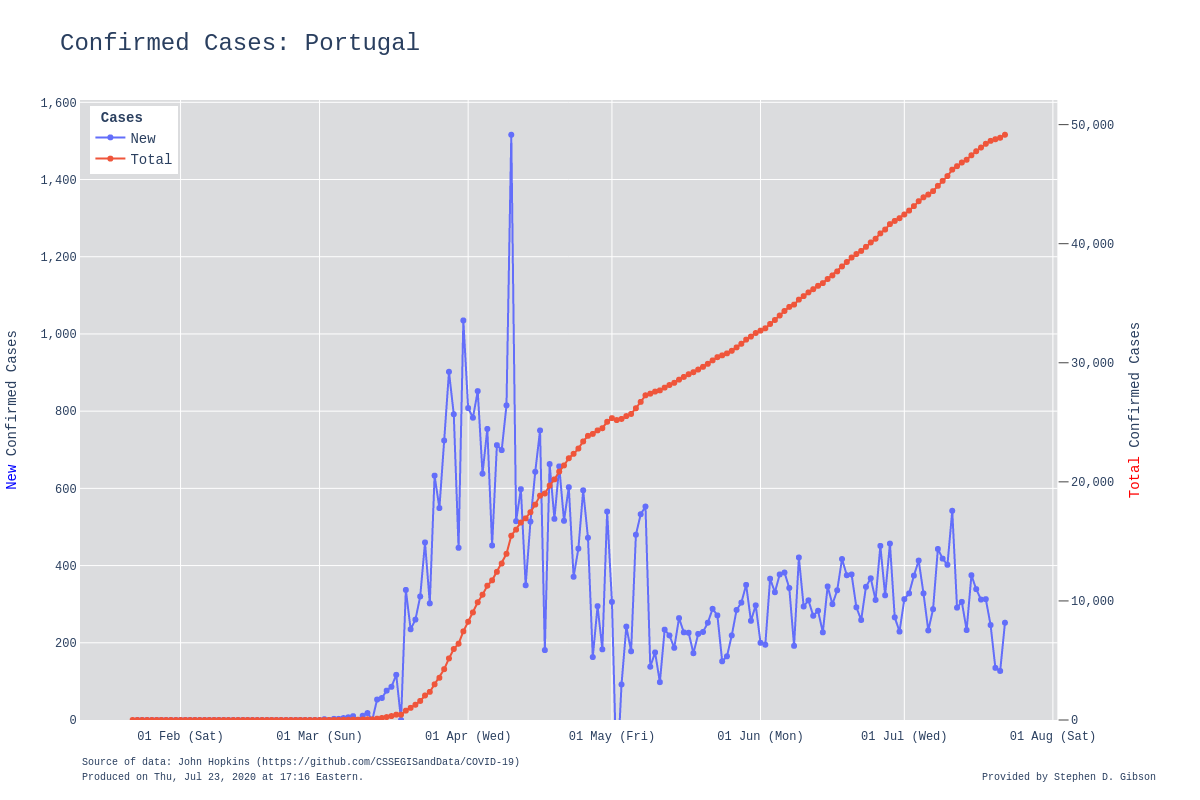 Confirmed Cases: Portugal
Cases
New
Total
1,600
1,400
1,200
1,000
800
600
400
200
0
50,000
40,000
30,000
20,000
10,000
0
New Confirmed Cases
Total Confirmed Cases
01 Feb (Sat)
01 Mar (Sun)
01 Apr (Wed)
01 May (Fri)
01 Jun (Mon)
01 Jul (Wed)
01 Aug (Sat)
Source of data: John Hopkins (https://github.com/CSSEGISandData/COVID-19)
Produced on Thu, Jul 23, 2020 at 17:16 Eastern.
Provided by Stephen D. Gibson